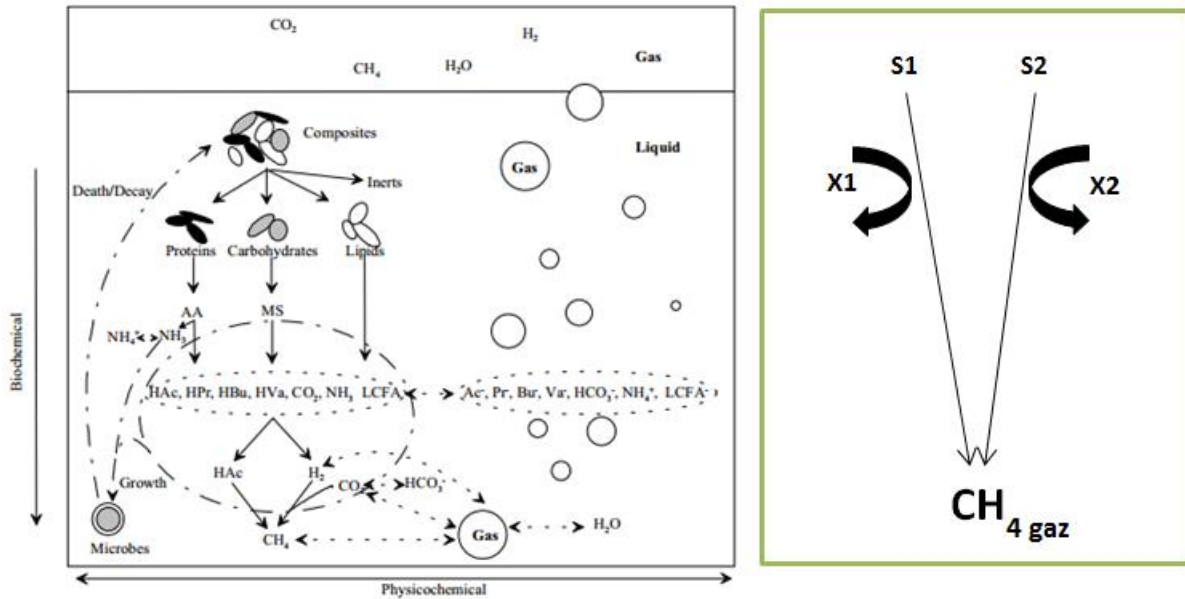 CO₂
H₂
Gas
CH₄
H₂O
Composites
Liquid
Gas
Death/Decay
Inerts
Proteins
Carbohydrates
Lipids
AA
MS
NH₄⁺
NH₃
Biochemical
HAc, HPr, HBu, HVa, CO₂, NH₃ LCFA,
Ac⁻, Pr⁻, Bu⁻, Va⁻, HCO₃⁻, NH₄⁺, LCFA⁻
HAc
H₂
Growth
CO₂
HCO₃⁻
Microbes
CH₄
Gas
H₂O
Physicochemical
S1
S2
X1
X2
CH₄ gaz